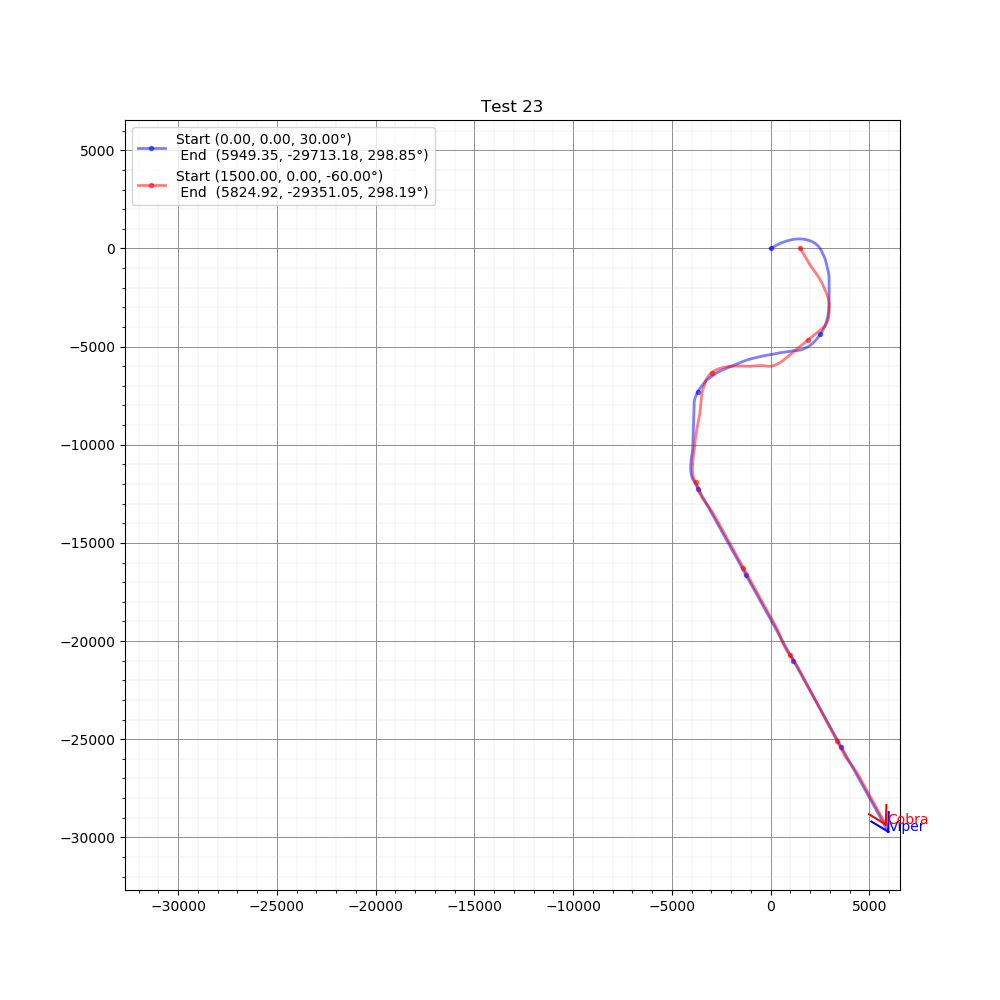 Test 23
Start (0.00, 0.00, 30.00°)
End  (5949.35, -29713.18, 298.85°)
Start (1500.00, 0.00, -60.00°)
End  (5824.92, -29351.05, 298.19°)
5000
0
−5000
−10000
−15000
−20000
−25000
−30000
Cobra
Viper
−30000 −25000 −20000 −15000 −10000 −5000 0 5000